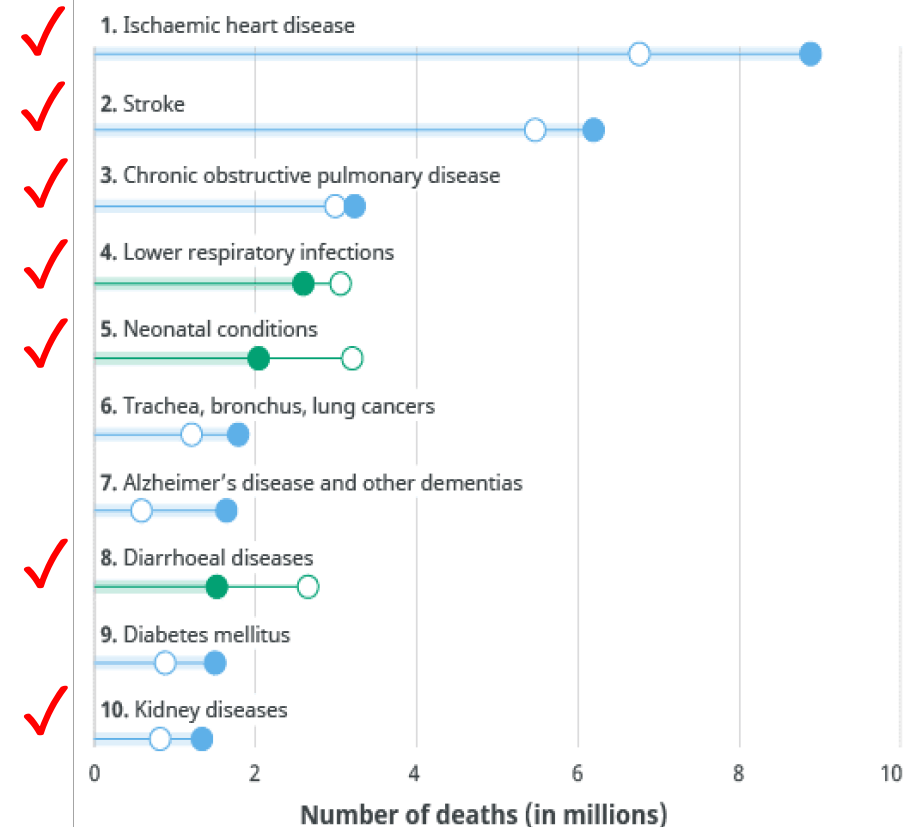 1. Ischaemic heart disease
2. Stroke
3. Chronic obstructive pulmonary disease
4. Lower respiratory infections
5. Neonatal conditions
6. Trachea, bronchus, lung cancers
7. Alzheimer’s disease and other dementias
8. Diarrhoeal diseases
9. Diabetes mellitus
10. Kidney diseases
0 2 4 6 8 10
Number of deaths (in millions)